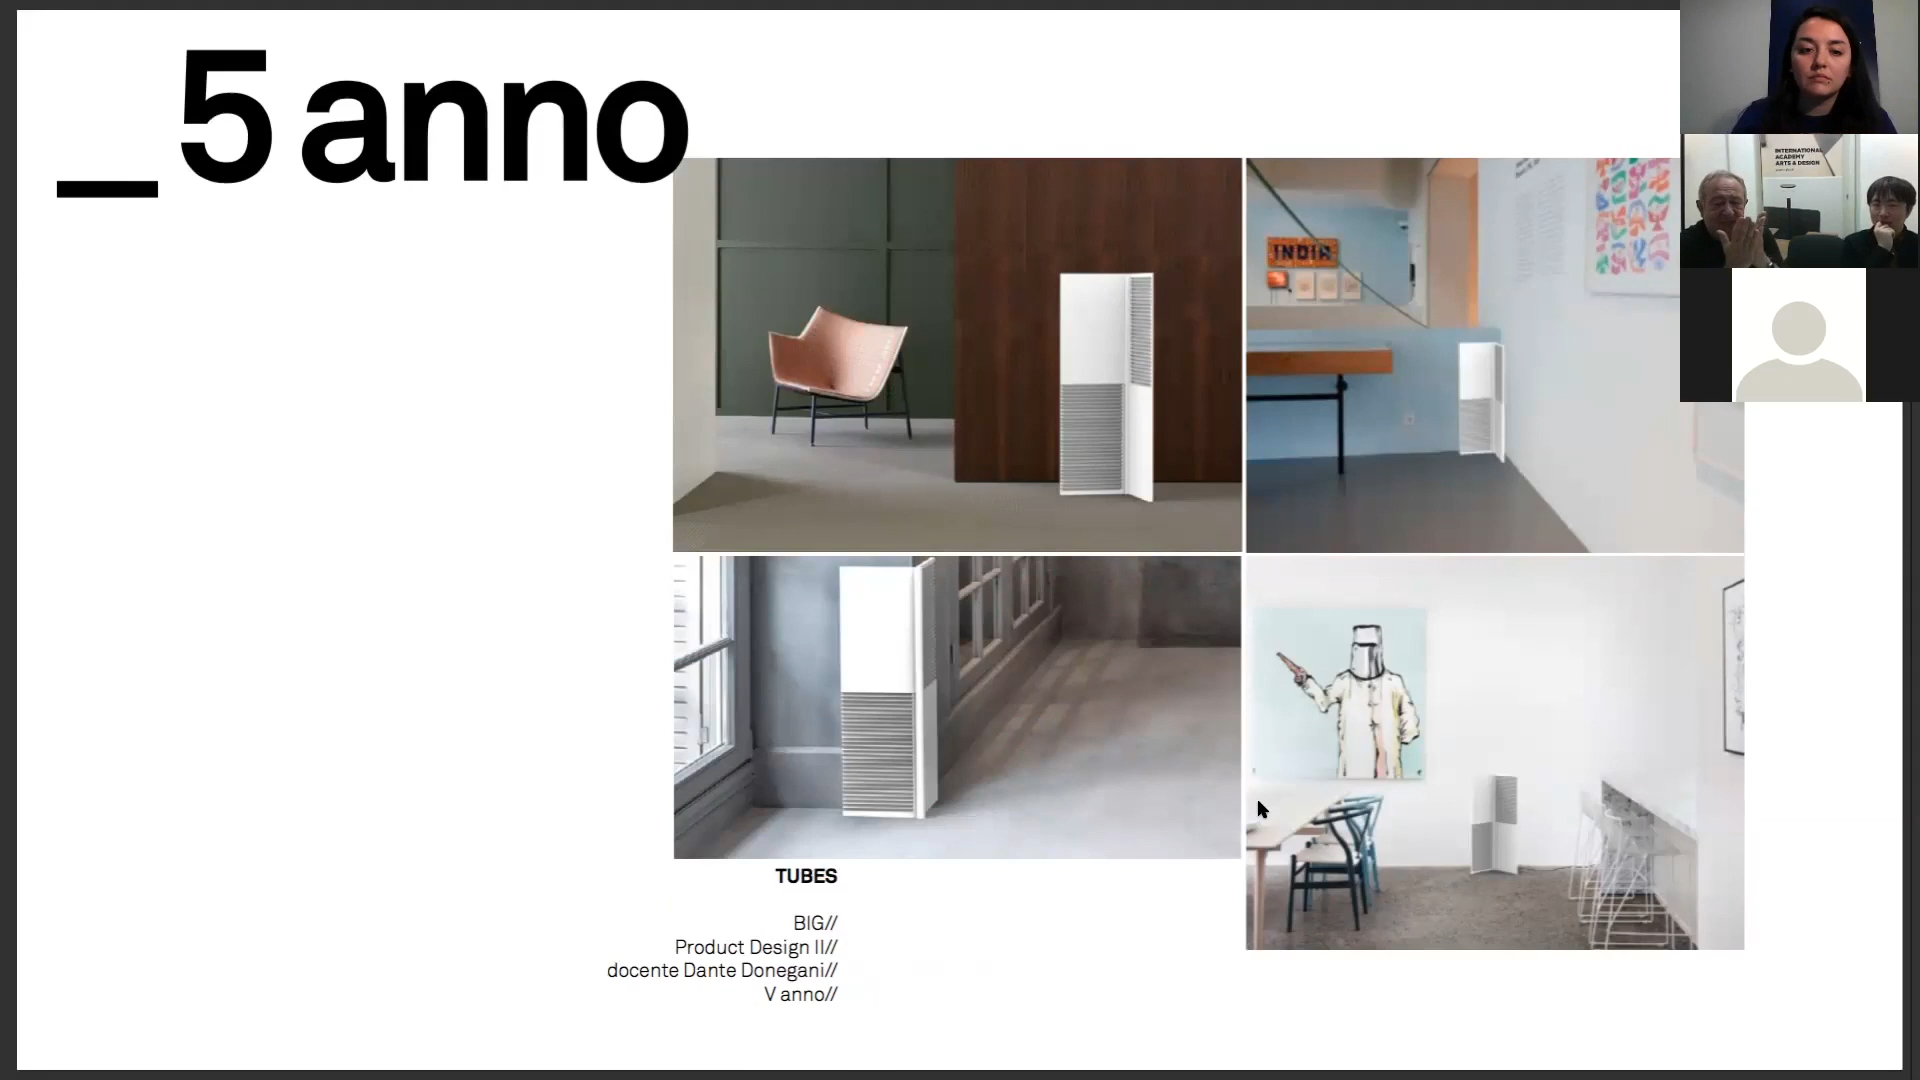 _5 anno
INDIA
INTERNATIONAL
ACADEMY
ARTS & DESIGN
TUBES
BIG//
Product Design II//
docente Dante Donegani//
V anno//